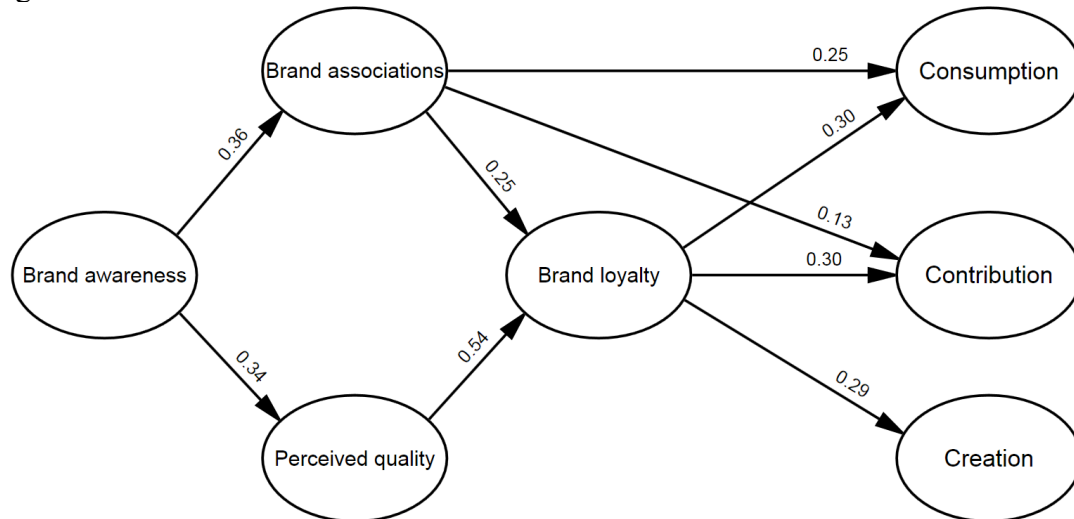 Brand associations
0.25
Consumption
0.36
0.30
0.25
0.13
Brand awareness
Brand loyalty
0.30
Contribution
0.34
0.54
0.29
Perceived quality
Creation